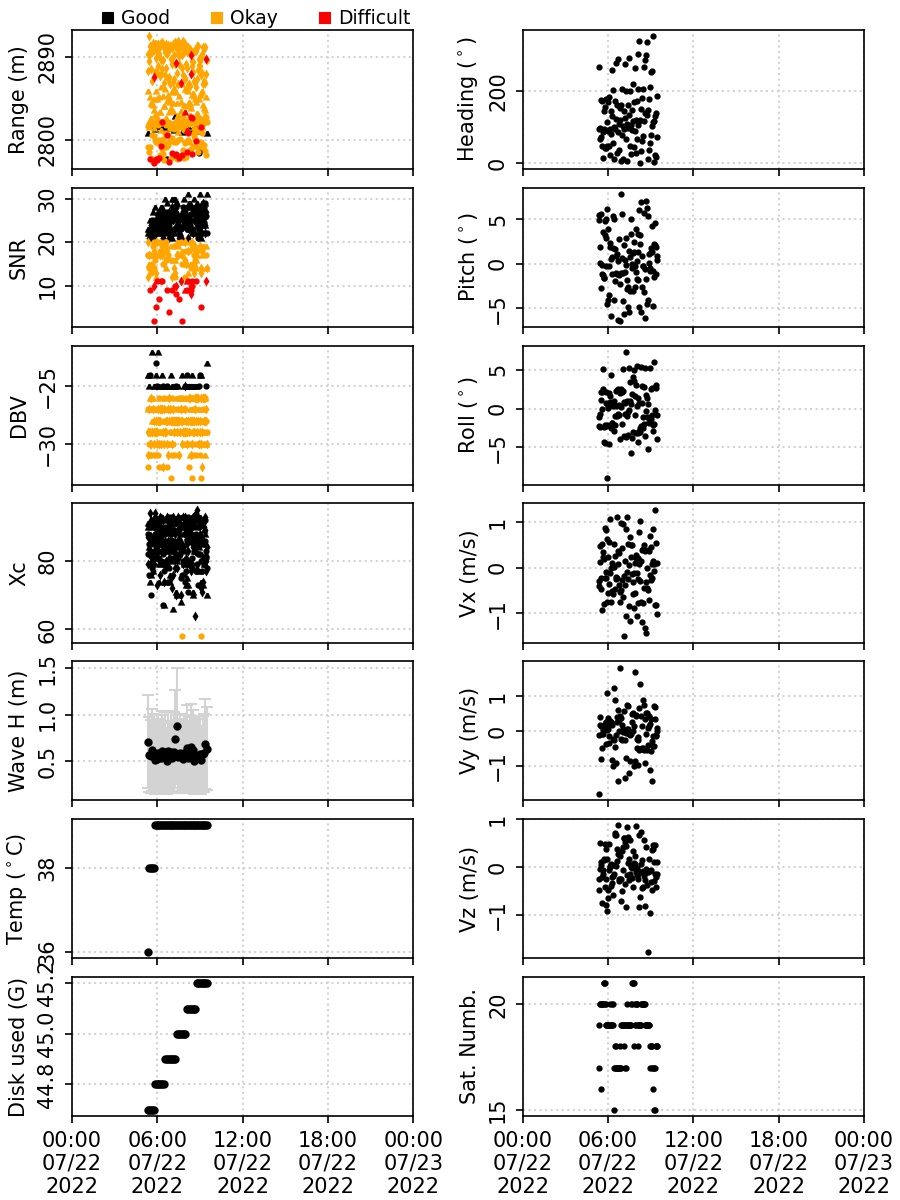 Good Okay Difficult
Range (m)
2890
2800
Heading (°)
200
0
SNR
30
20
10
Pitch (°)
5
0
−5
DBV
−25
−30
Roll (°)
5
0
−5
Xc
80
60
Vx (m/s)
1
0
−1
Wave H (m)
1.5
1.0
0.5
Vy (m/s)
1
0
−1
Temp (°C)
38
36
Vz (m/s)
1
0
−1
Disk used (G)
45.2
45.0
44.8
Sat. Numb.
20
15
00:00 06:00 12:00 18:00 00:00
07/22 07/22 07/22 07/22 07/23
2022 2022 2022 2022 2022
00:00 06:00 12:00 18:00 00:00
07/22 07/22 07/22 07/22 07/23
2022 2022 2022 2022 2022